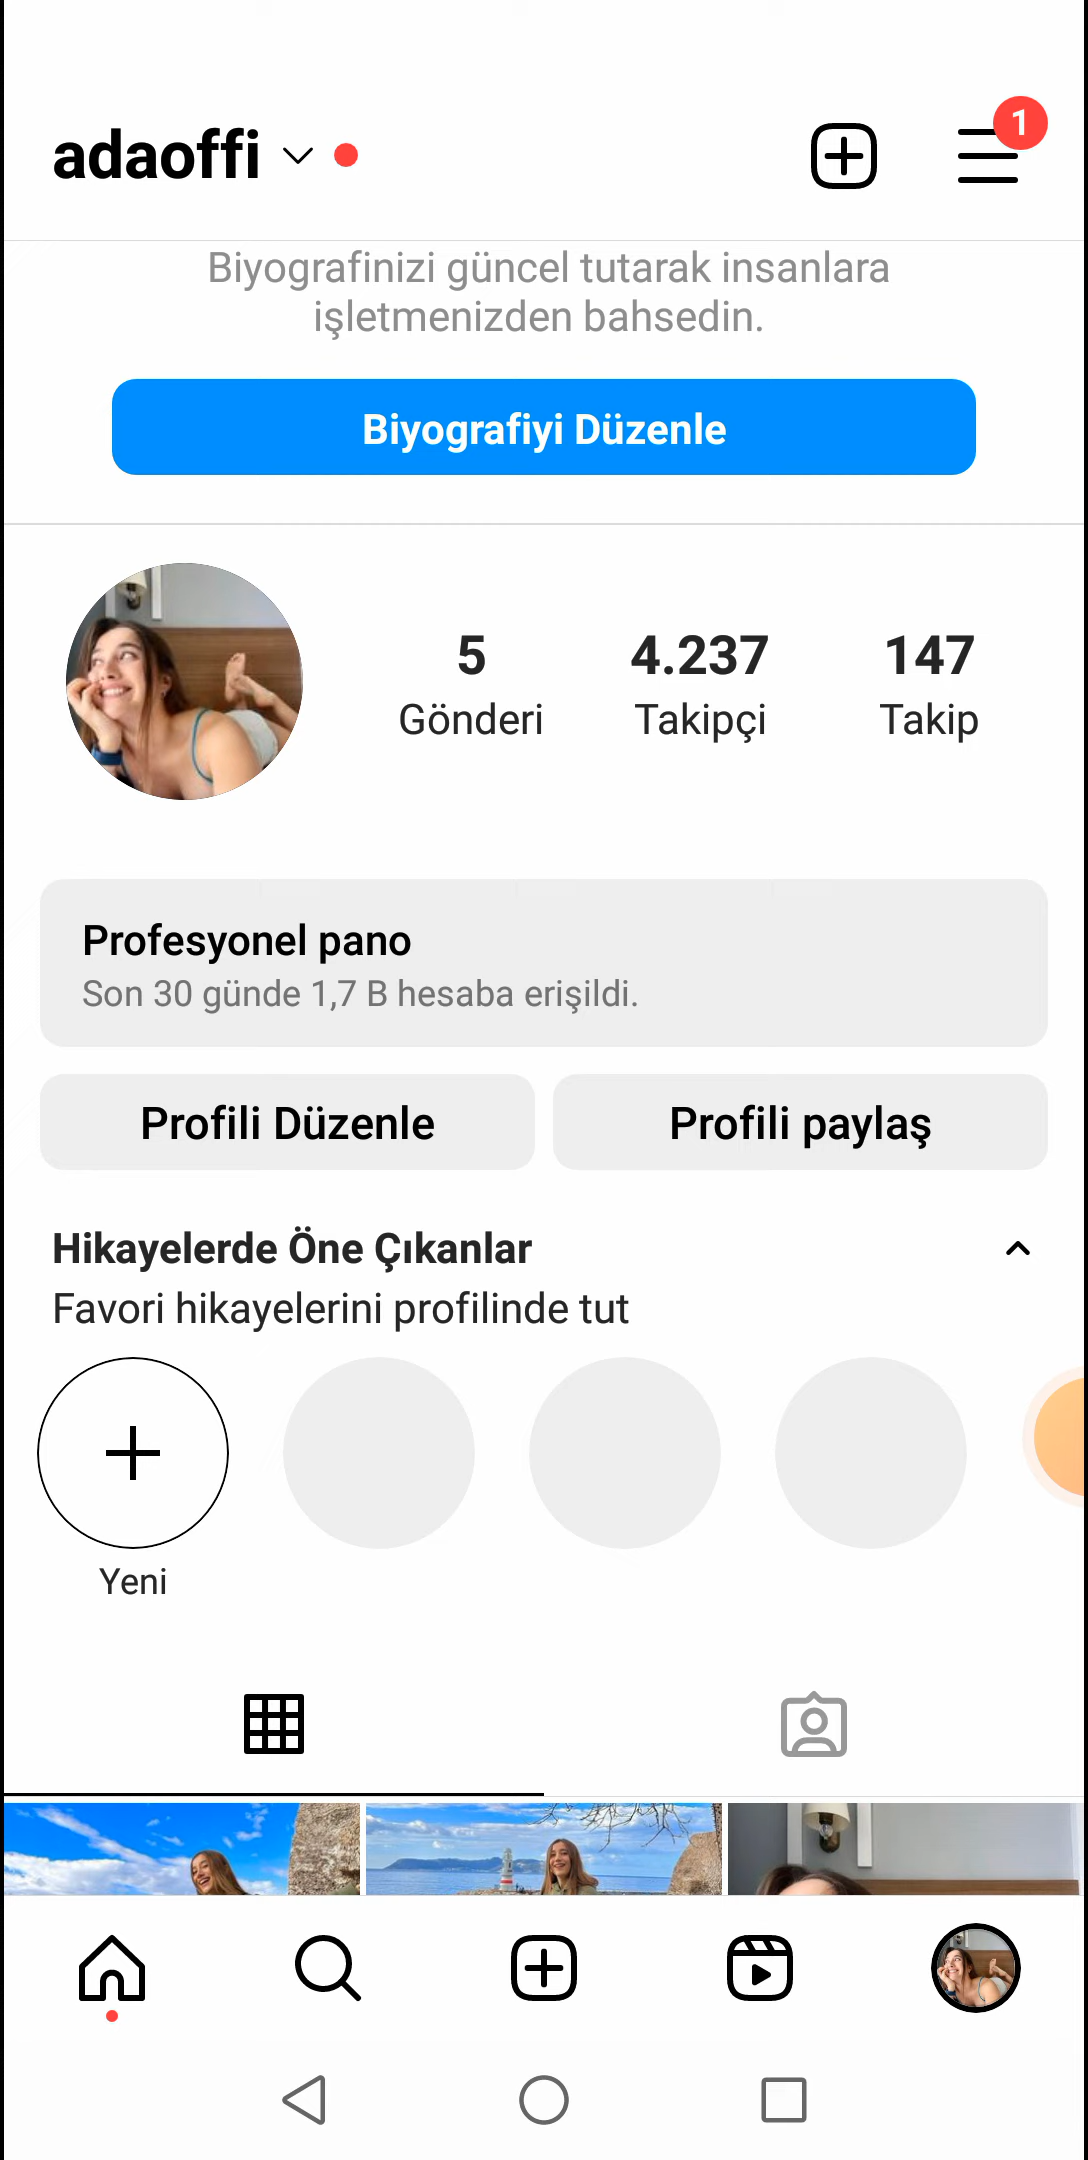 adaoffi
1
Biyografinizi güncel tutarak insanlara
işletmenizden bahsedin.
Biyografiyi Düzenle
5
Gönderi
4.237
Takipçi
147
Takip
Profesyonel pano
Son 30 günde 1,7 B hesaba erişildi.
Profili Düzenle
Profili paylaş
Hikayelerde Öne Çıkanlar
Favori hikayelerini profilinde tut
Yeni